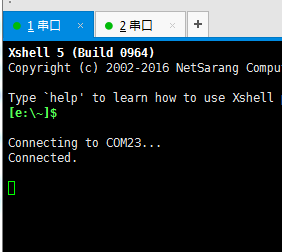 1 串口
2 串口
Xshell 5 (Build 0964)
Copyright (c) 2002-2016 NetSarang
Type `help' to learn how to use Xshell
[e:\~]$
Connecting to COM23...
Connected.